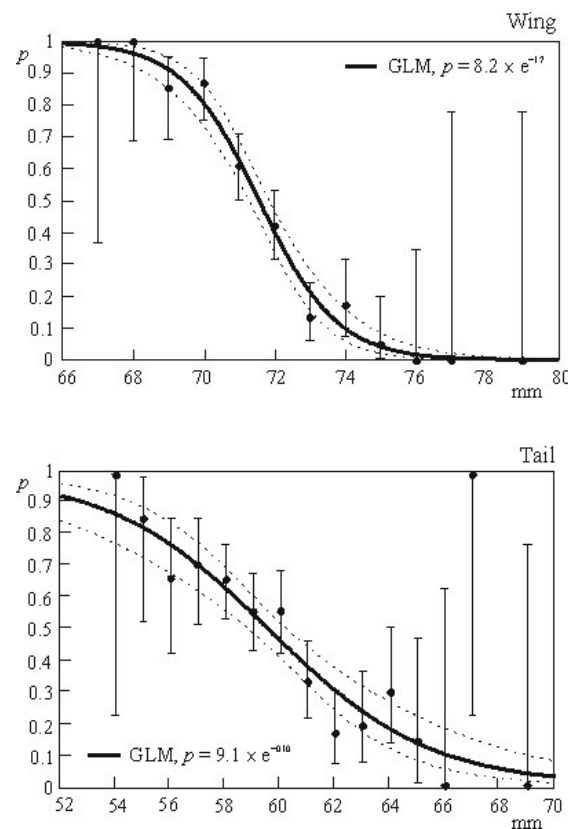 Wing
p
GLM, p = 8.2 × e⁻¹⁷
1
0.9
0.8
0.7
0.6
0.5
0.4
0.3
0.2
0.1
0
66 68 70 72 74 76 78 80
mm
Tail
p
1
0.9
0.8
0.7
0.6
0.5
0.4
0.3
0.2
0.1
0
GLM, p = 9.1 × e⁻⁰¹⁰
52 54 56 58 60 62 64 66 68 70
mm